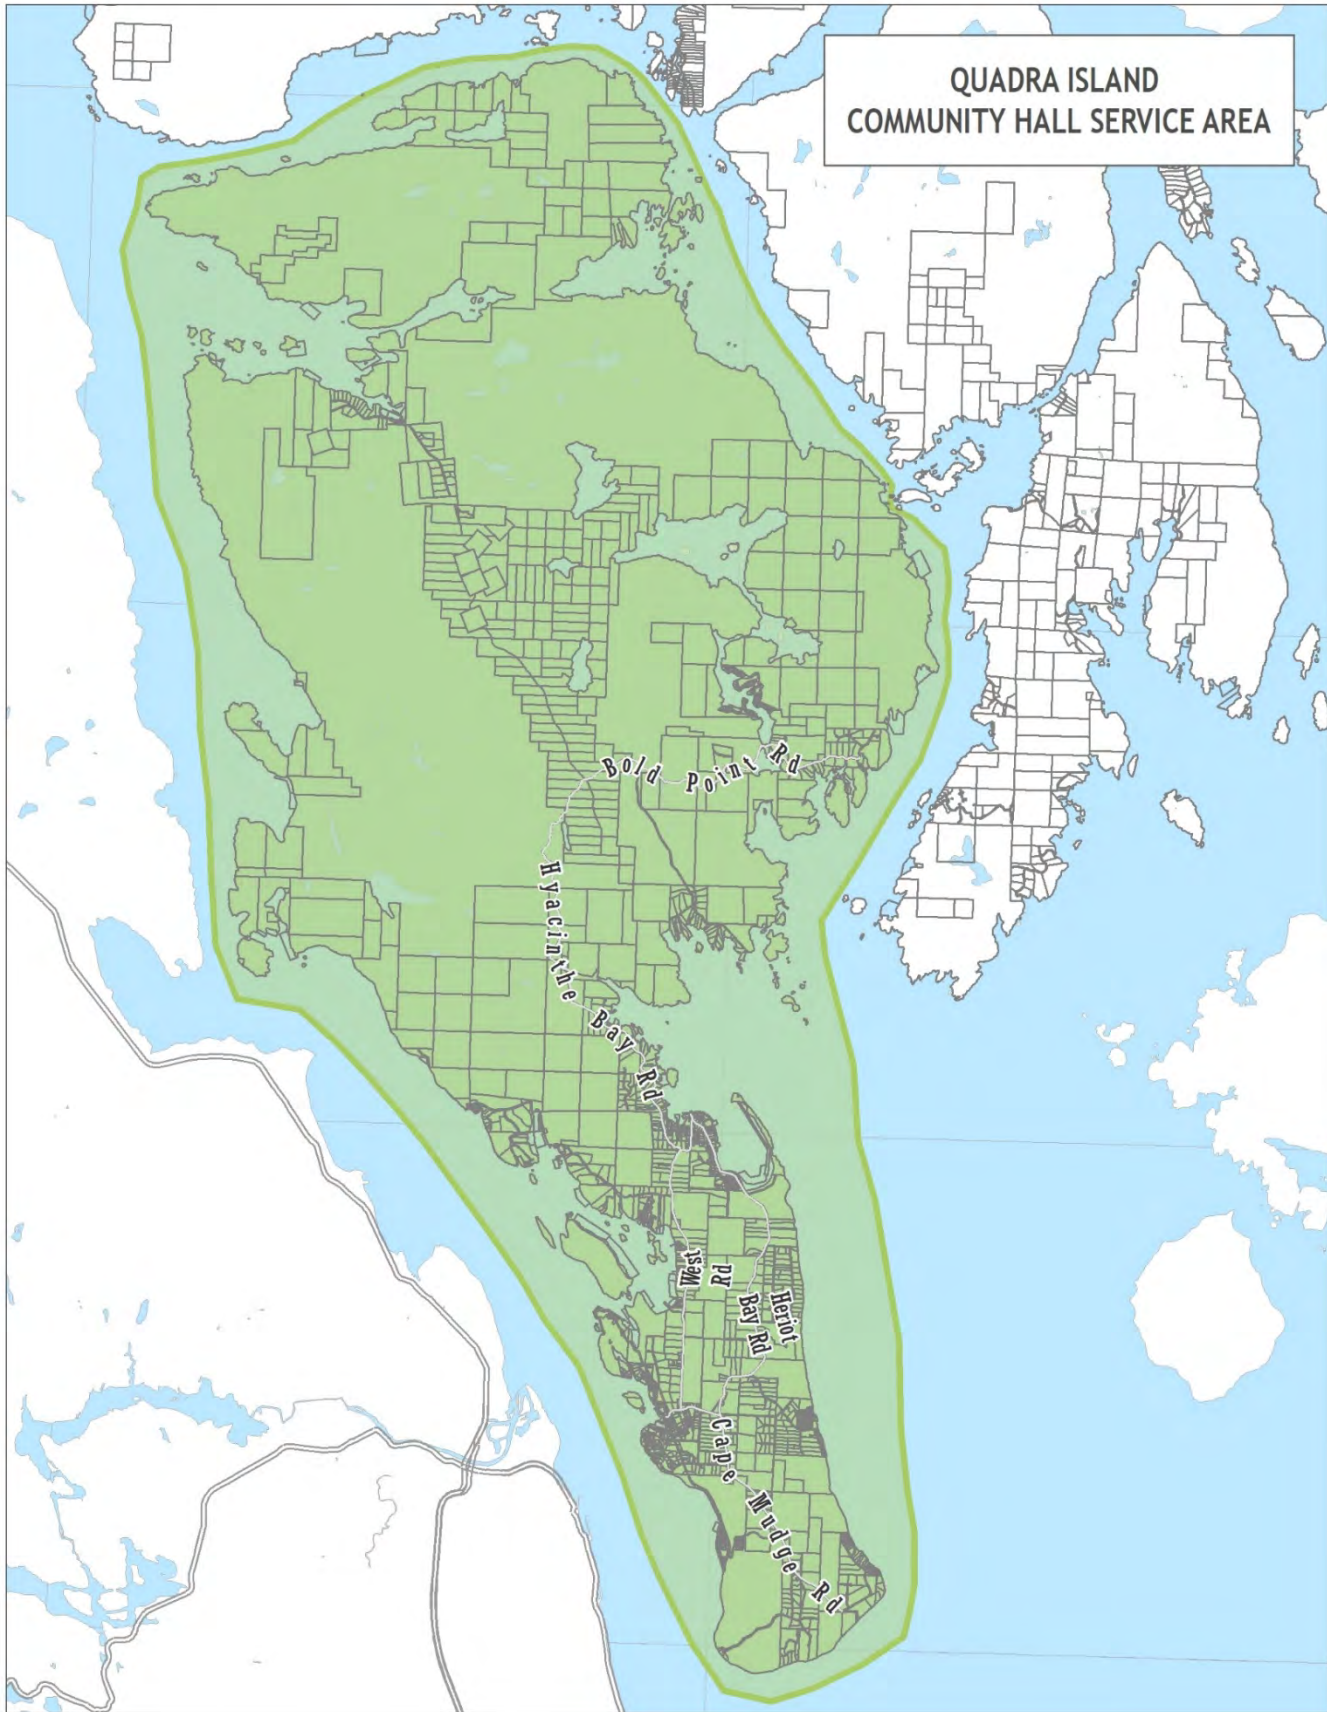 QUADRA ISLAND
COMMUNITY HALL SERVICE AREA
Bold Point Rd
Hyacinthe Bay Rd
West
Rd
Heriot
Bay Rd
Cape Mudge Rd